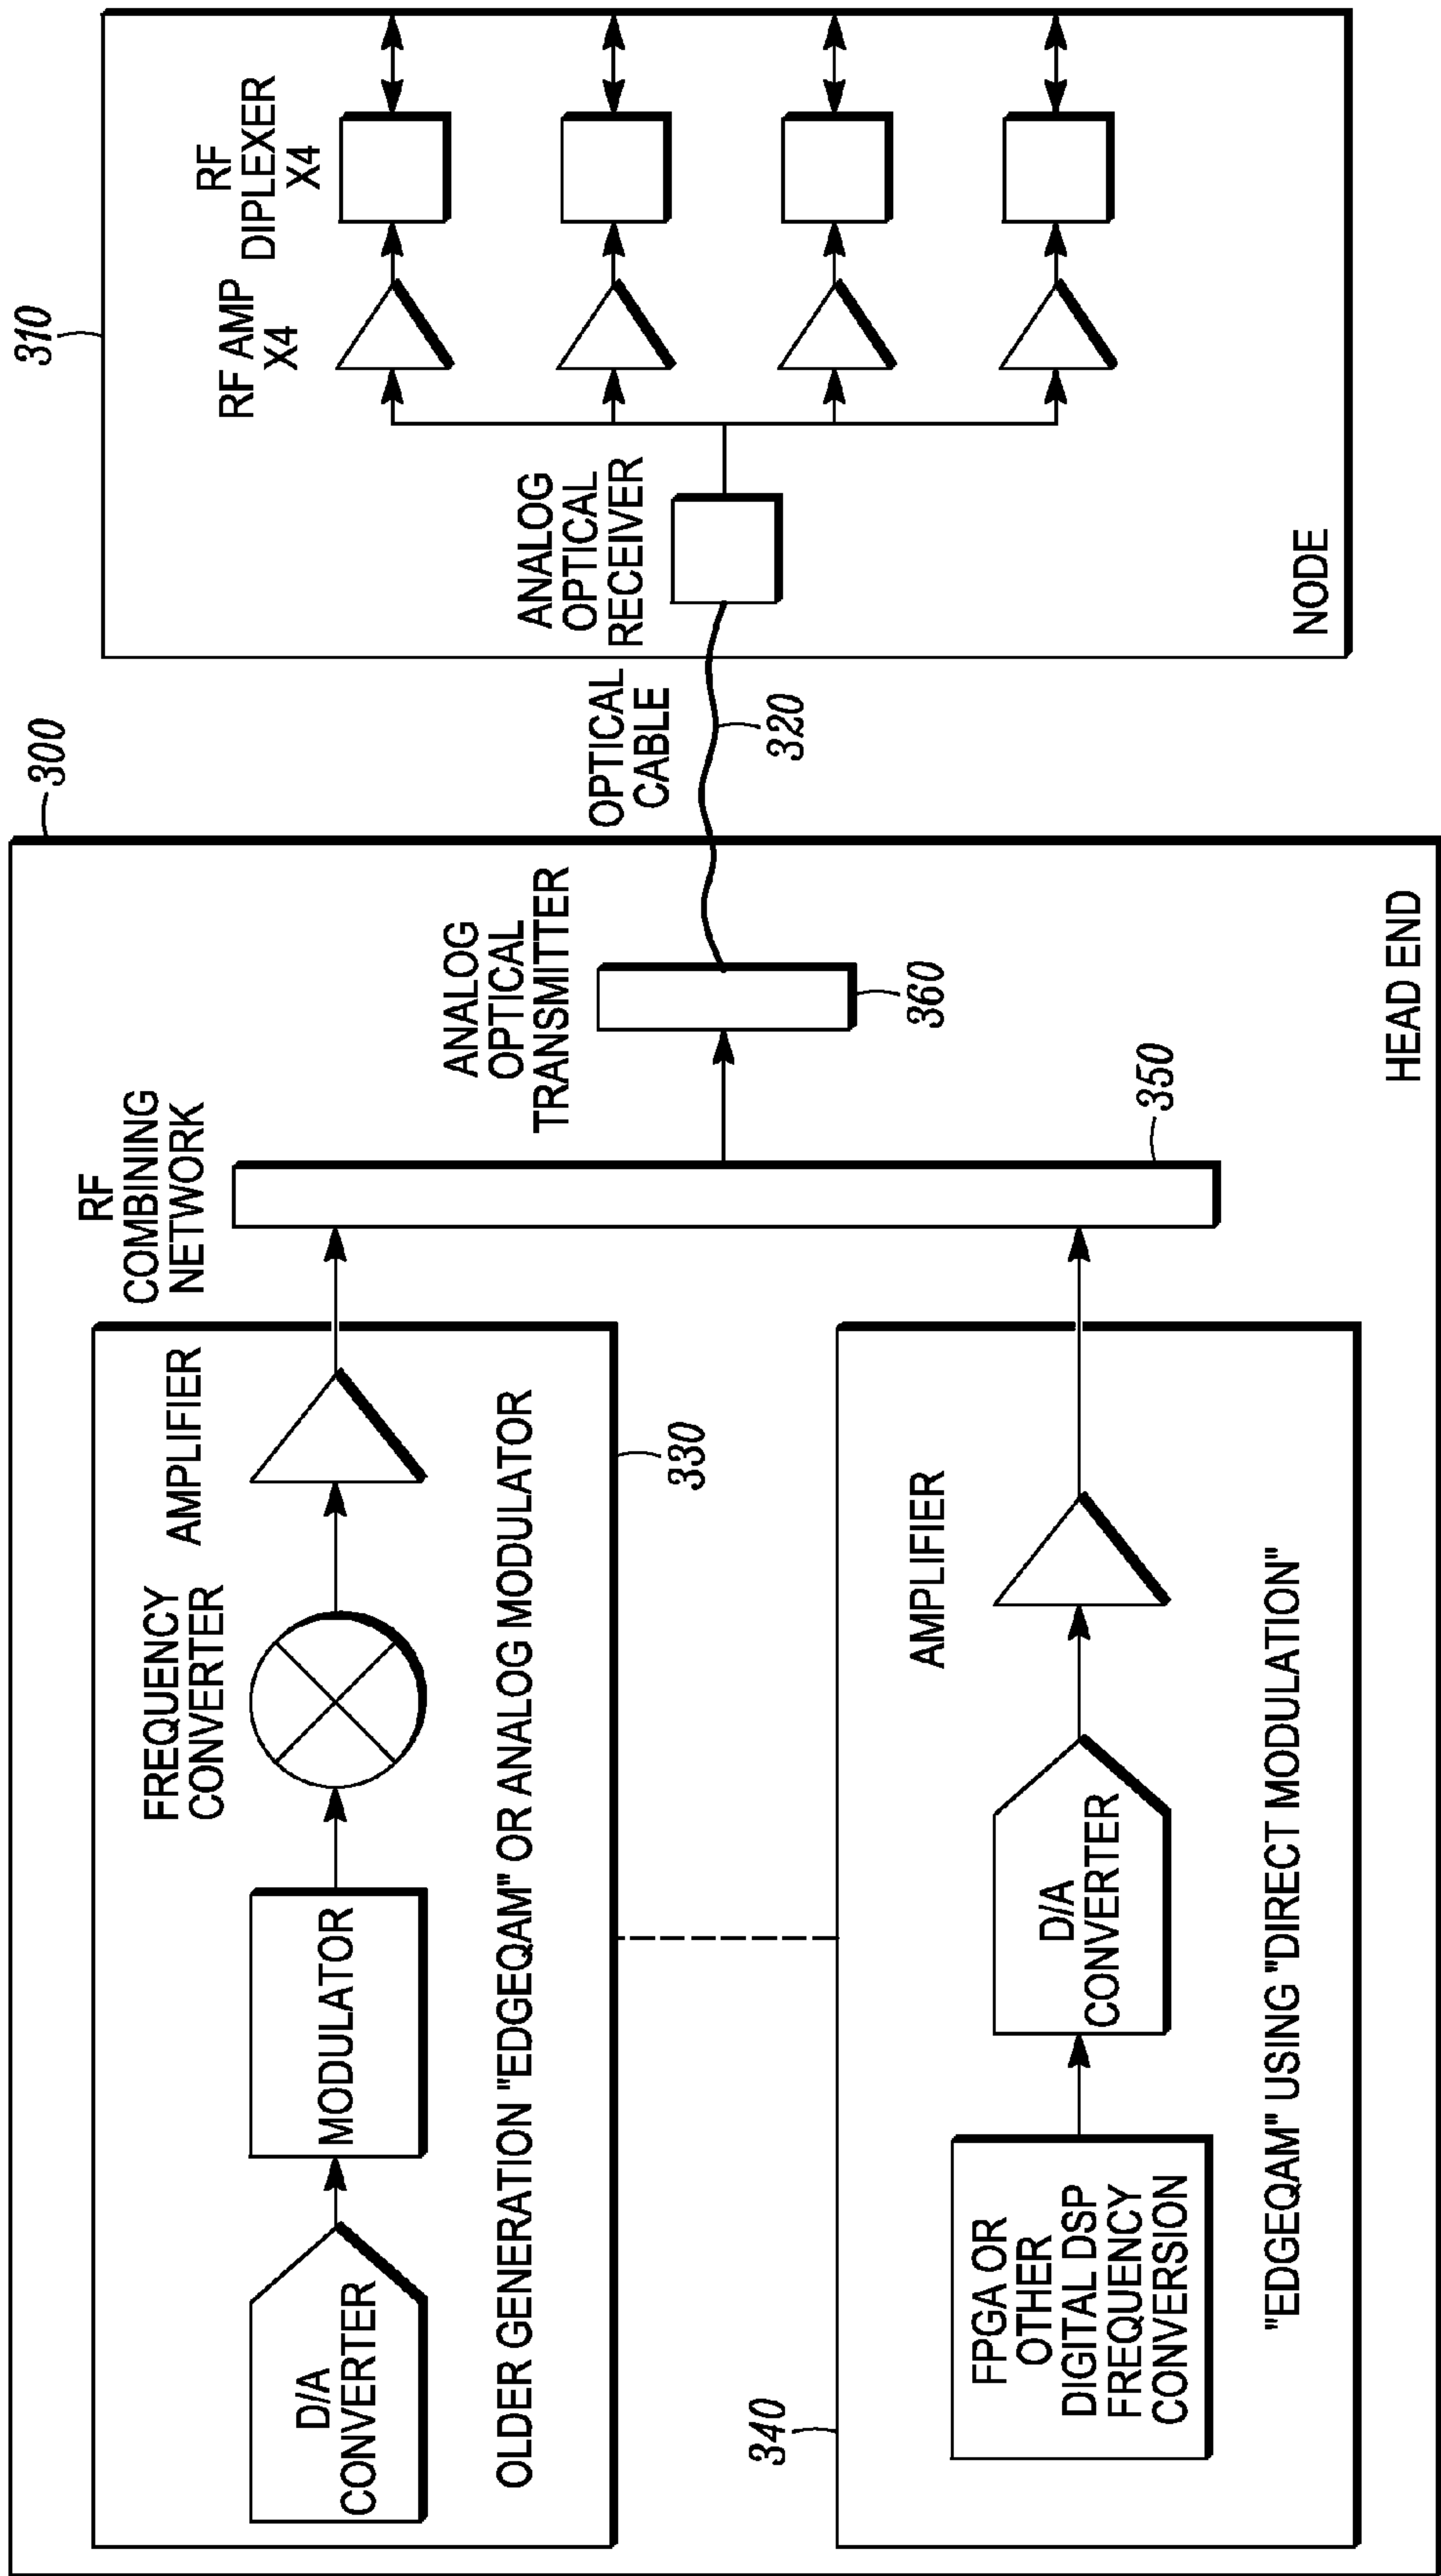 300
310
D/A
CONVERTER
MODULATOR
FREQUENCY
CONVERTER
AMPLIFIER
OLDER GENERATION "EDGEQAM" OR ANALOG MODULATOR
330
RF
COMBINING
NETWORK
340
FPGA OR
OTHER
DIGITAL DSP
FREQUENCY
CONVERSION
D/A
CONVERTER
AMPLIFIER
"EDGEQAM" USING "DIRECT MODULATION"
350
ANALOG
OPTICAL
TRANSMITTER
360
HEAD END
OPTICAL
CABLE
320
ANALOG
OPTICAL
RECEIVER
RF AMP
X4
RF
DIPLEXER
X4
NODE